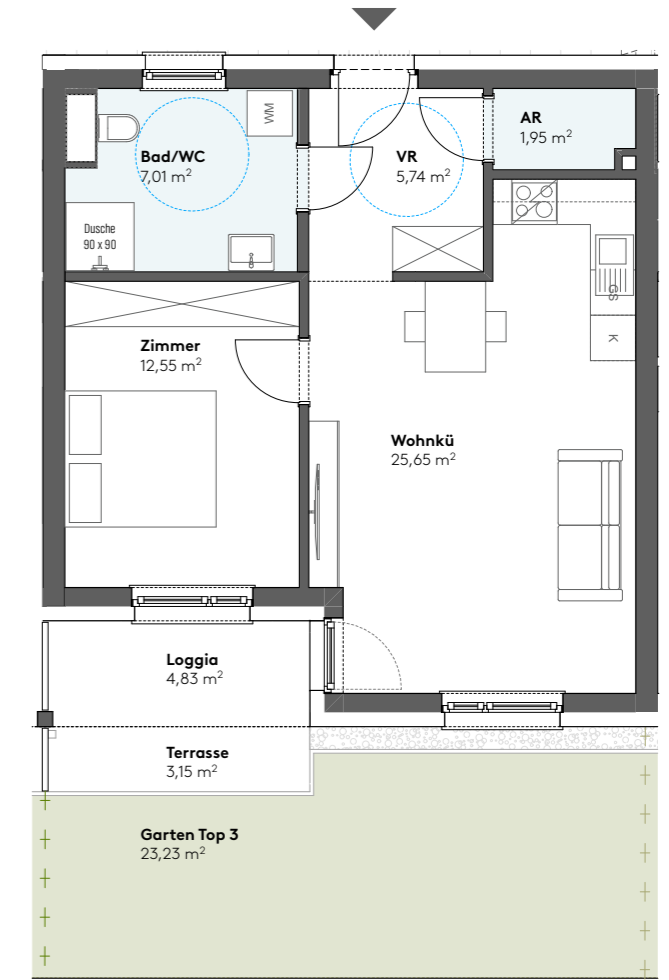 AR
1,95 m²
WM
Bad/WC
7,01 m²
VR
5,74 m²
Dusche
90 x 90
GS
K
Zimmer
12,55 m²
Wohnkü
25,65 m²
Loggia
4,83 m²
Terrasse
3,15 m²
Garten Top 3
23,23 m²